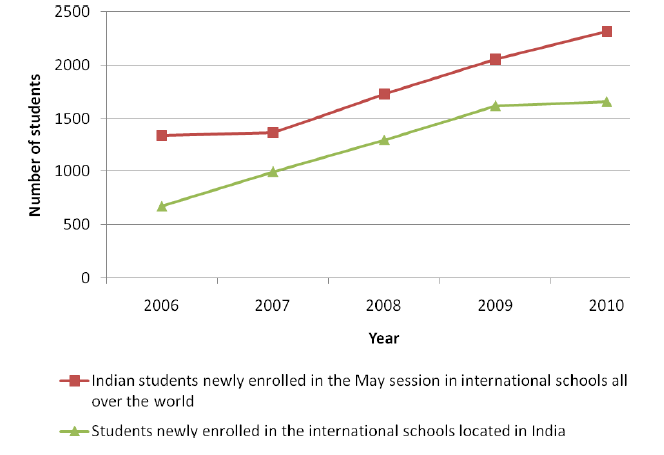 2500
2000
1500
1000
500
0
Number of students
2006 2007 2008 2009 2010
Year
Indian students newly enrolled in the May session in international schools all
over the world
Students newly enrolled in the international schools located in India